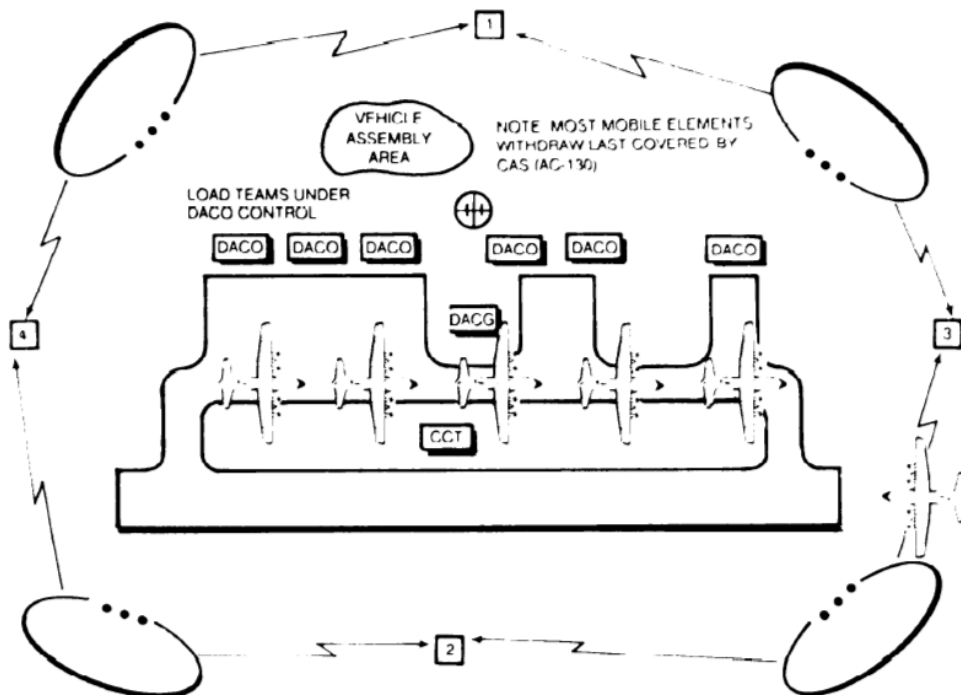 1
VEHICLE
ASSEMBLY
AREA
NOTE MOST MOBILE ELEMENTS
WITHDRAW LAST COVERED BY
CAS (AC-130)
LOAD TEAMS UNDER
DACO CONTROL
DACO DACO DACO DACO DACO DACO
DACG
4
3
CCT
2